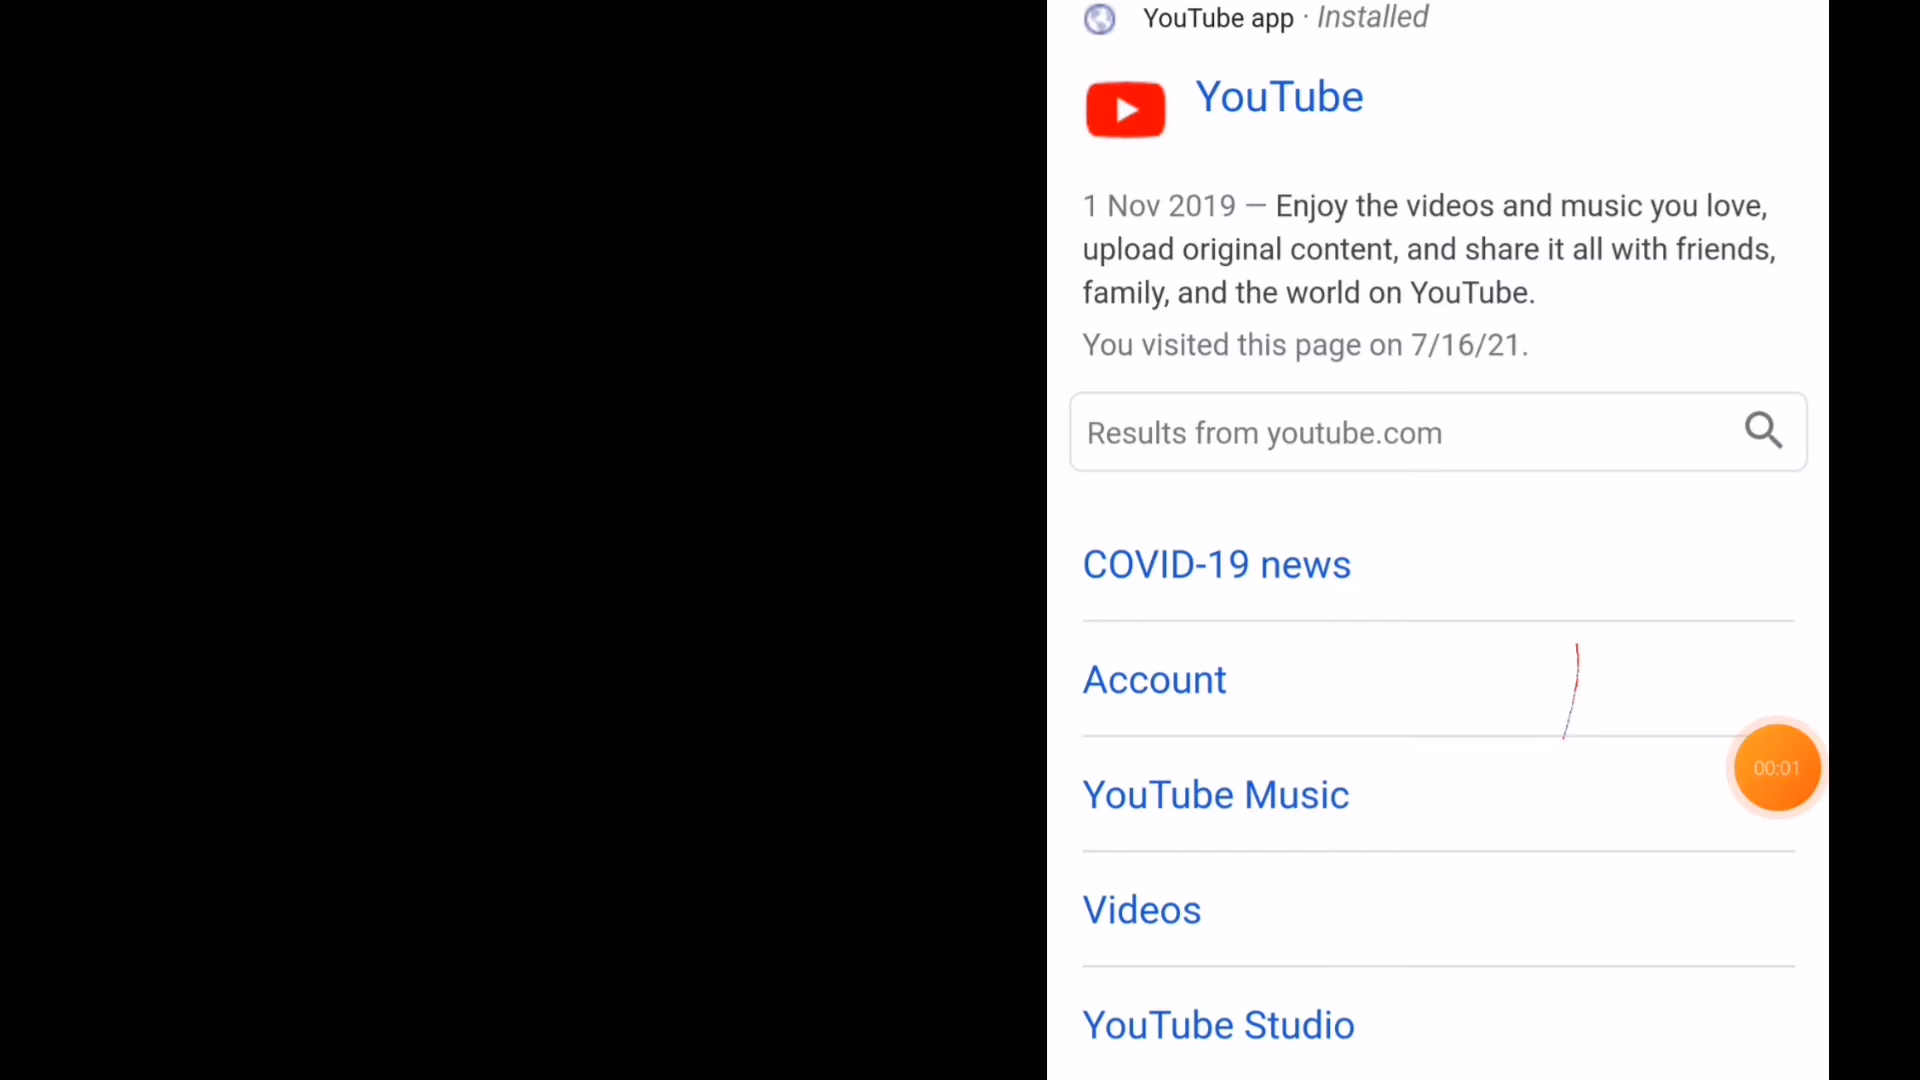 YouTube app · Installed
YouTube
1 Nov 2019 — Enjoy the videos and music you love,
upload original content, and share it all with friends,
family, and the world on YouTube.
You visited this page on 7/16/21.
Results from youtube.com
COVID-19 news
Account
00:01
YouTube Music
Videos
YouTube Studio